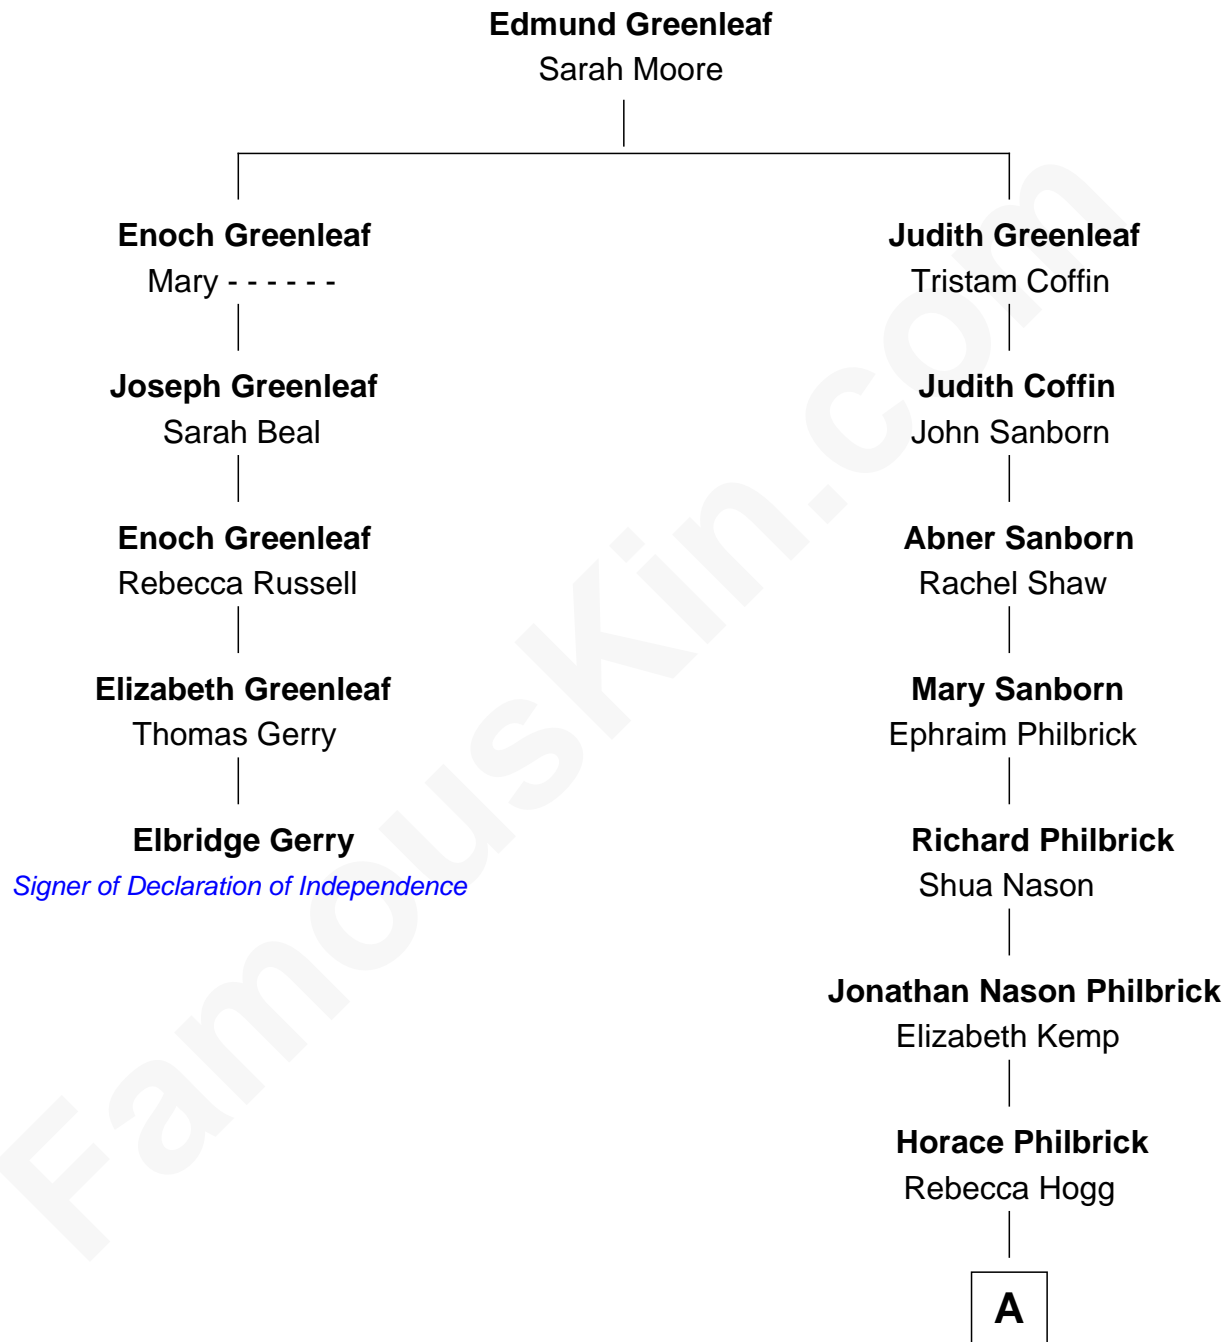 Edmund Greenleaf
Sarah Moore
Enoch Greenleaf
Mary - - - - - -
Joseph Greenleaf
Sarah Beal
Enoch Greenleaf
Rebecca Russell
Elizabeth Greenleaf
Thomas Gerry
Elbridge Gerry
Signer of Declaration of Independence
Judith Greenleaf
Tristam Coffin
Judith Coffin
John Sanborn
Abner Sanborn
Rachel Shaw
Mary Sanborn
Ephraim Philbrick
Richard Philbrick
Shua Nason
Jonathan Nason Philbrick
Elizabeth Kemp
Horace Philbrick
Rebecca Hogg
A
FamousKin.com